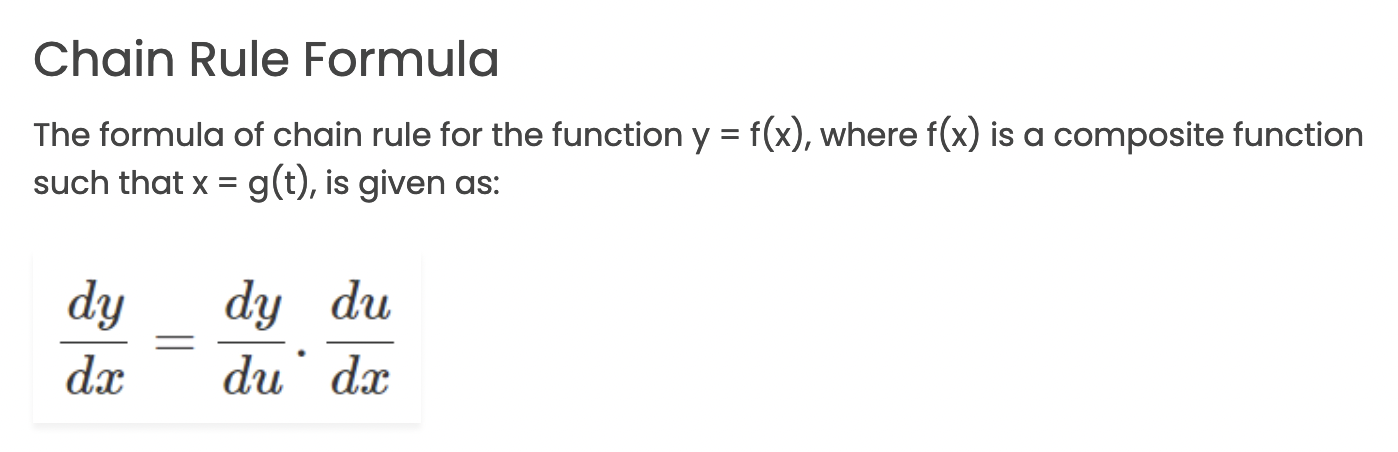 Chain Rule Formula
The formula of chain rule for the function y = f(x), where f(x) is a composite function
such that x = g(t), is given as:
dy/dx = dy/du . du/dx